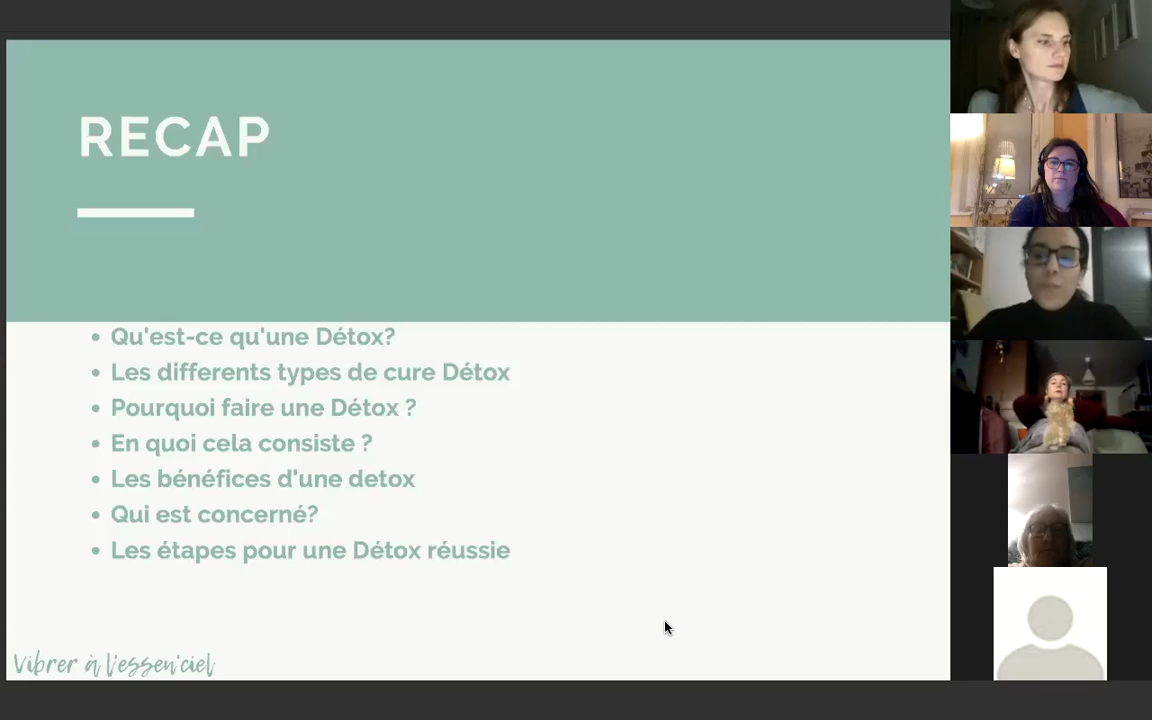 RECAP
Qu'est-ce qu'une Détox?
Les differents types de cure Détox
Pourquoi faire une Détox ?
En quoi cela consiste ?
Les bénéfices d'une detox
Qui est concerné?
Les étapes pour une Détox réussie
Vibrer à l'essen'ciel